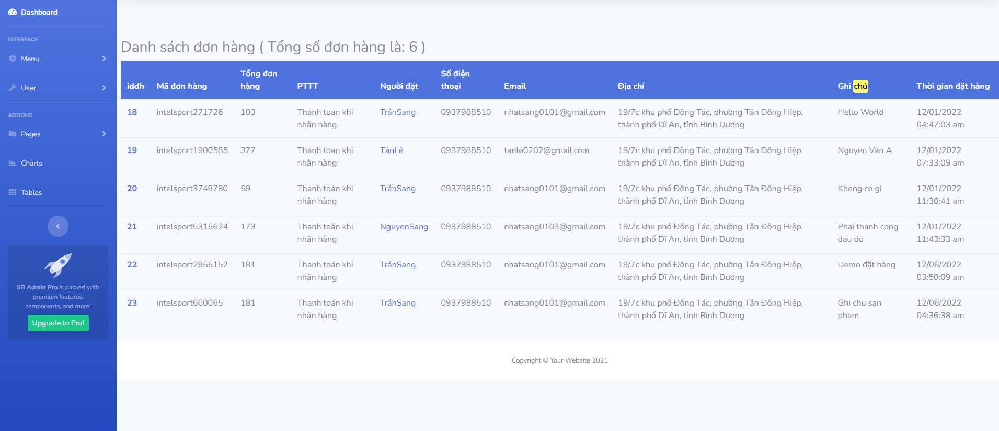 Dashboard
INTERFACE
Menu
User
ADDONS
Pages
Charts
Tables
SB Admin Pro is packed with
premium features,
components, and more!
Upgrade to Pro!
Danh sách đơn hàng ( Tổng số đơn hàng là: 6 )
iddh Mã đơn hàng Tổng đơn hàng PTTT Người đặt Số điện thoại Email Địa chỉ Ghi chú Thời gian đặt hàng
18 intelsport271726 103 Thanh toán khi TrầnSang 0937988510 nhatsang0101@gmail.com 19/7c khu phố Đông Tác, phường Tân Đông Hiệp, Hello World 12/01/2022
nhận hàng thành phố Dĩ An, tỉnh Bình Dương 04:47:03 am
19 intelsport1900585 377 Thanh toán khi TânLê 0937988510 tanle0202@gmail.com 19/7c khu phố Đông Tác, phường Tân Đông Hiệp, Nguyen Van A 12/01/2022
nhận hàng thành phố Dĩ An, tỉnh Bình Dương 07:33:09 am
20 intelsport3749780 59 Thanh toán khi TrầnSang 0937988510 nhatsang0101@gmail.com 19/7c khu phố Đông Tác, phường Tân Đông Hiệp, Khong co gi 12/01/2022
nhận hàng thành phố Dĩ An, tỉnh Bình Dương 11:30:41 am
21 intelsport6315624 173 Thanh toán khi NguyenSang 0937988510 nhatsang0103@gmail.com 19/7c khu phố Đông Tác, phường Tân Đông Hiệp, Phai thanh cong 12/01/2022
nhận hàng thành phố Dĩ An, tỉnh Bình Dương dau do 11:43:33 am
22 intelsport2955152 181 Thanh toán khi TrầnSang 0937988510 nhatsang0101@gmail.com 19/7c khu phố Đông Tác, phường Tân Đông Hiệp, Demo đặt hàng 12/06/2022
nhận hàng thành phố Dĩ An, tỉnh Bình Dương 03:50:09 am
23 intelsport660065 181 Thanh toán khi TrầnSang 0937988510 nhatsang0101@gmail.com 19/7c khu phố Đông Tác, phường Tân Đông Hiệp, Ghi chu san 12/06/2022
nhận hàng thành phố Dĩ An, tỉnh Bình Dương pham 04:36:38 am
Copyright © Your Website 2021